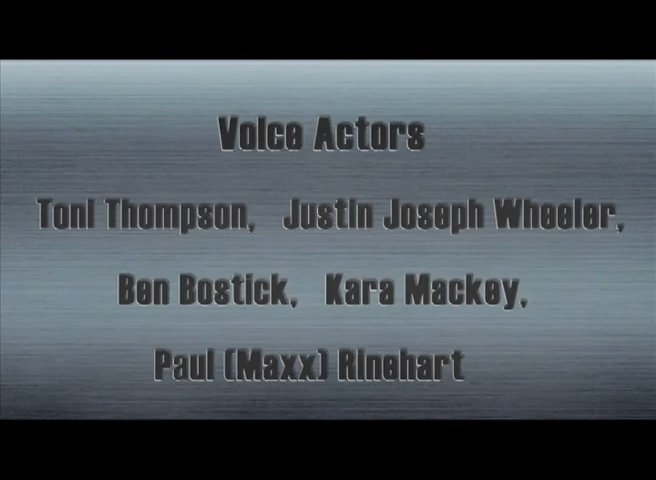 Voice Actors
Toni Thompson, Justin Joseph Wheeler,
Ben Bostick, Kara Mackey,
Paul (Maxx) Rinehart